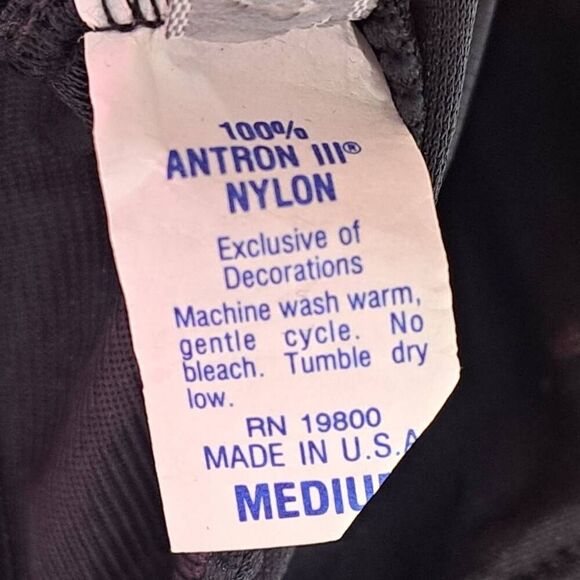 100%
ANTRON III®
NYLON
Exclusive of
Decorations
Machine wash warm,
gentle cycle. No
bleach. Tumble dry
low.
RN 19800
MADE IN U.S.A
MEDIU